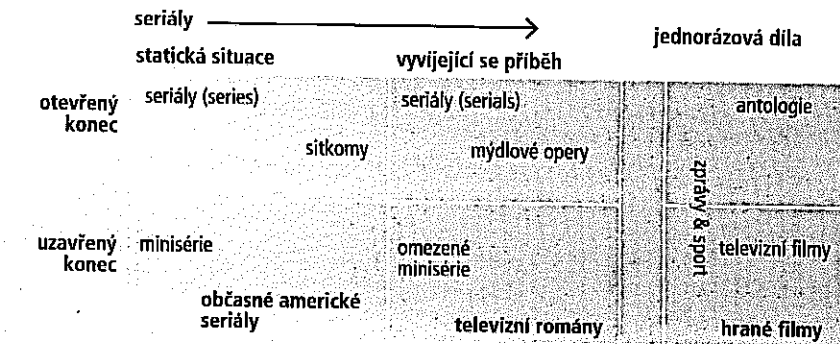 seriály
jednorázová díla
statická situace
vyvíjející se příběh
otevřený
konec
seriály (series)
seriály (serials)
antologie
sitkomy
mýdlové opery
zprávy & sport
uzavřený
konec
minisérie
omezené
minisérie
televizní filmy
občasné americké
seriály
televizní romány
hrané filmy